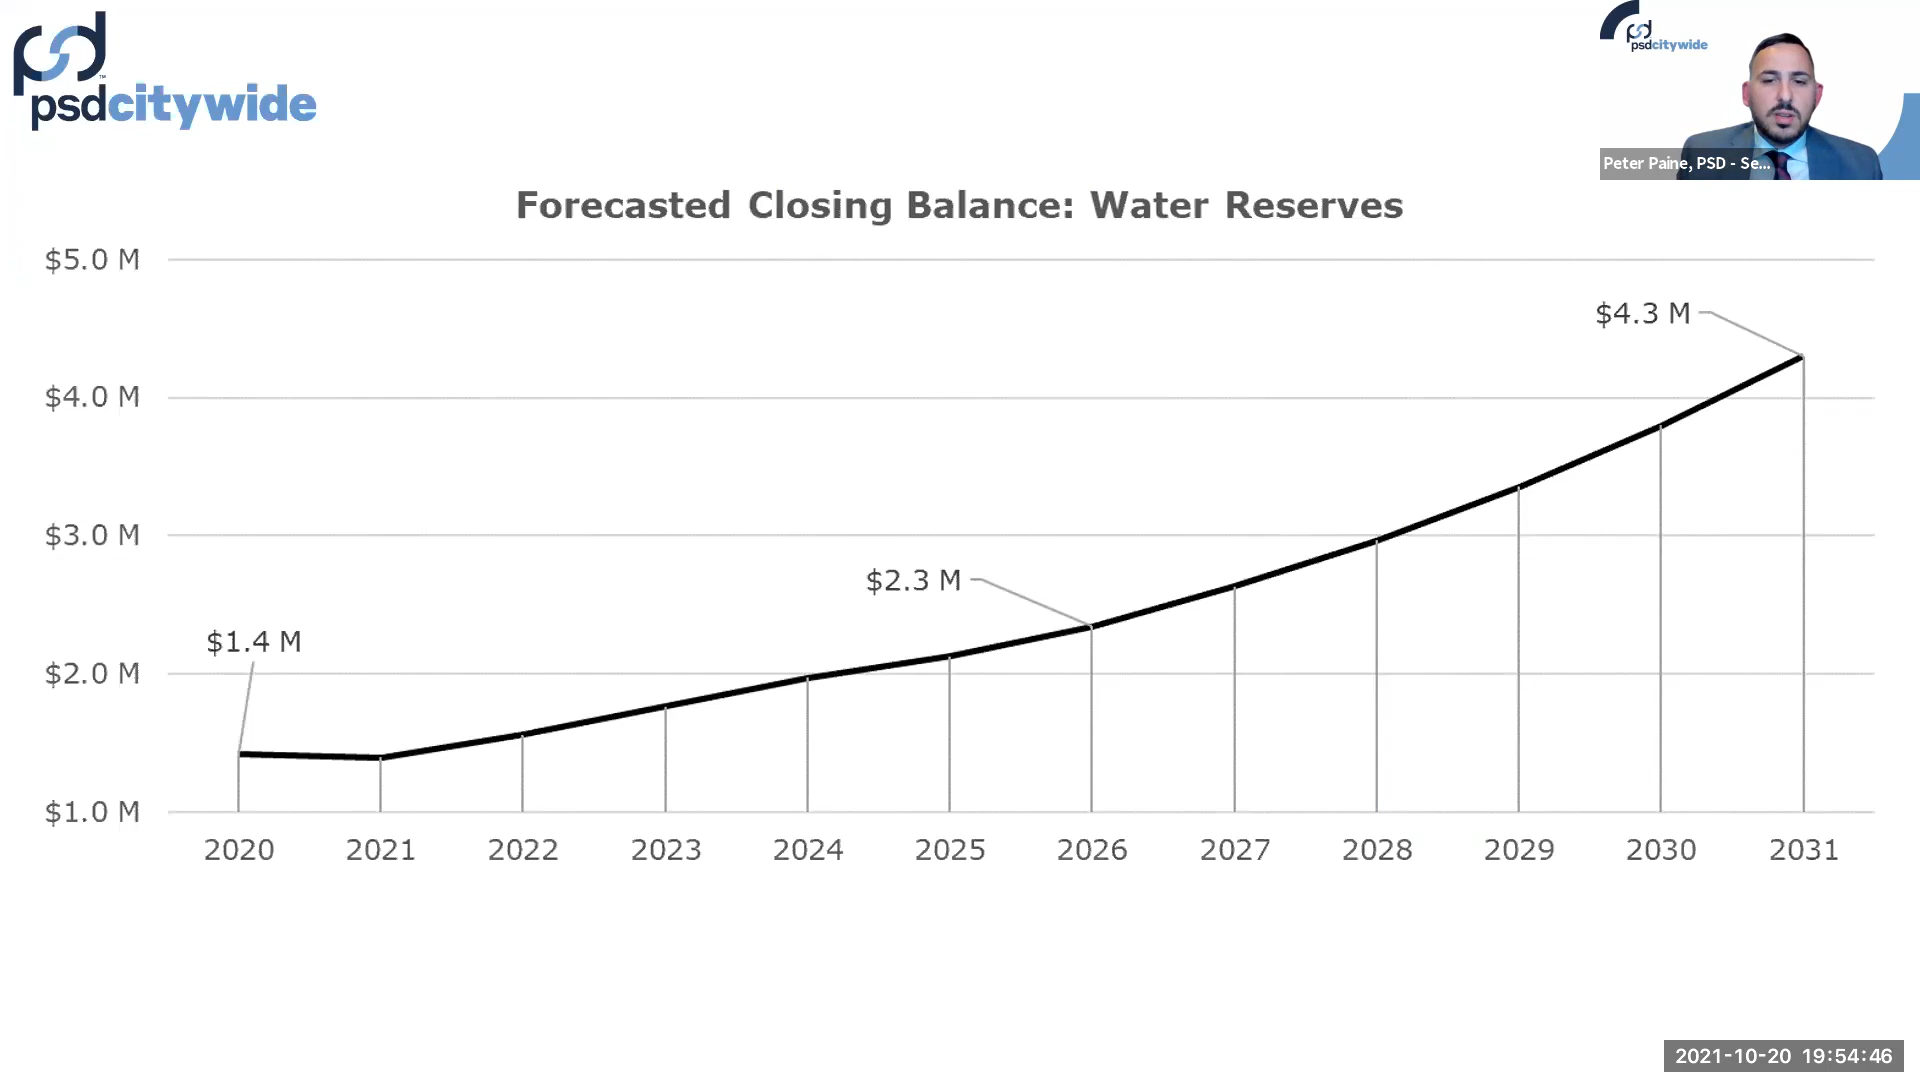 psdcitywide
psdcitywide
Peter Paine, PSD - Se...
Forecasted Closing Balance: Water Reserves
$5.0 M
$4.3 M
$4.0 M
$3.0 M
$2.3 M
$1.4 M
$2.0 M
$1.0 M
2020 2021 2022 2023 2024 2025 2026 2027 2028 2029 2030 2031
2021-10-20 19:54:46